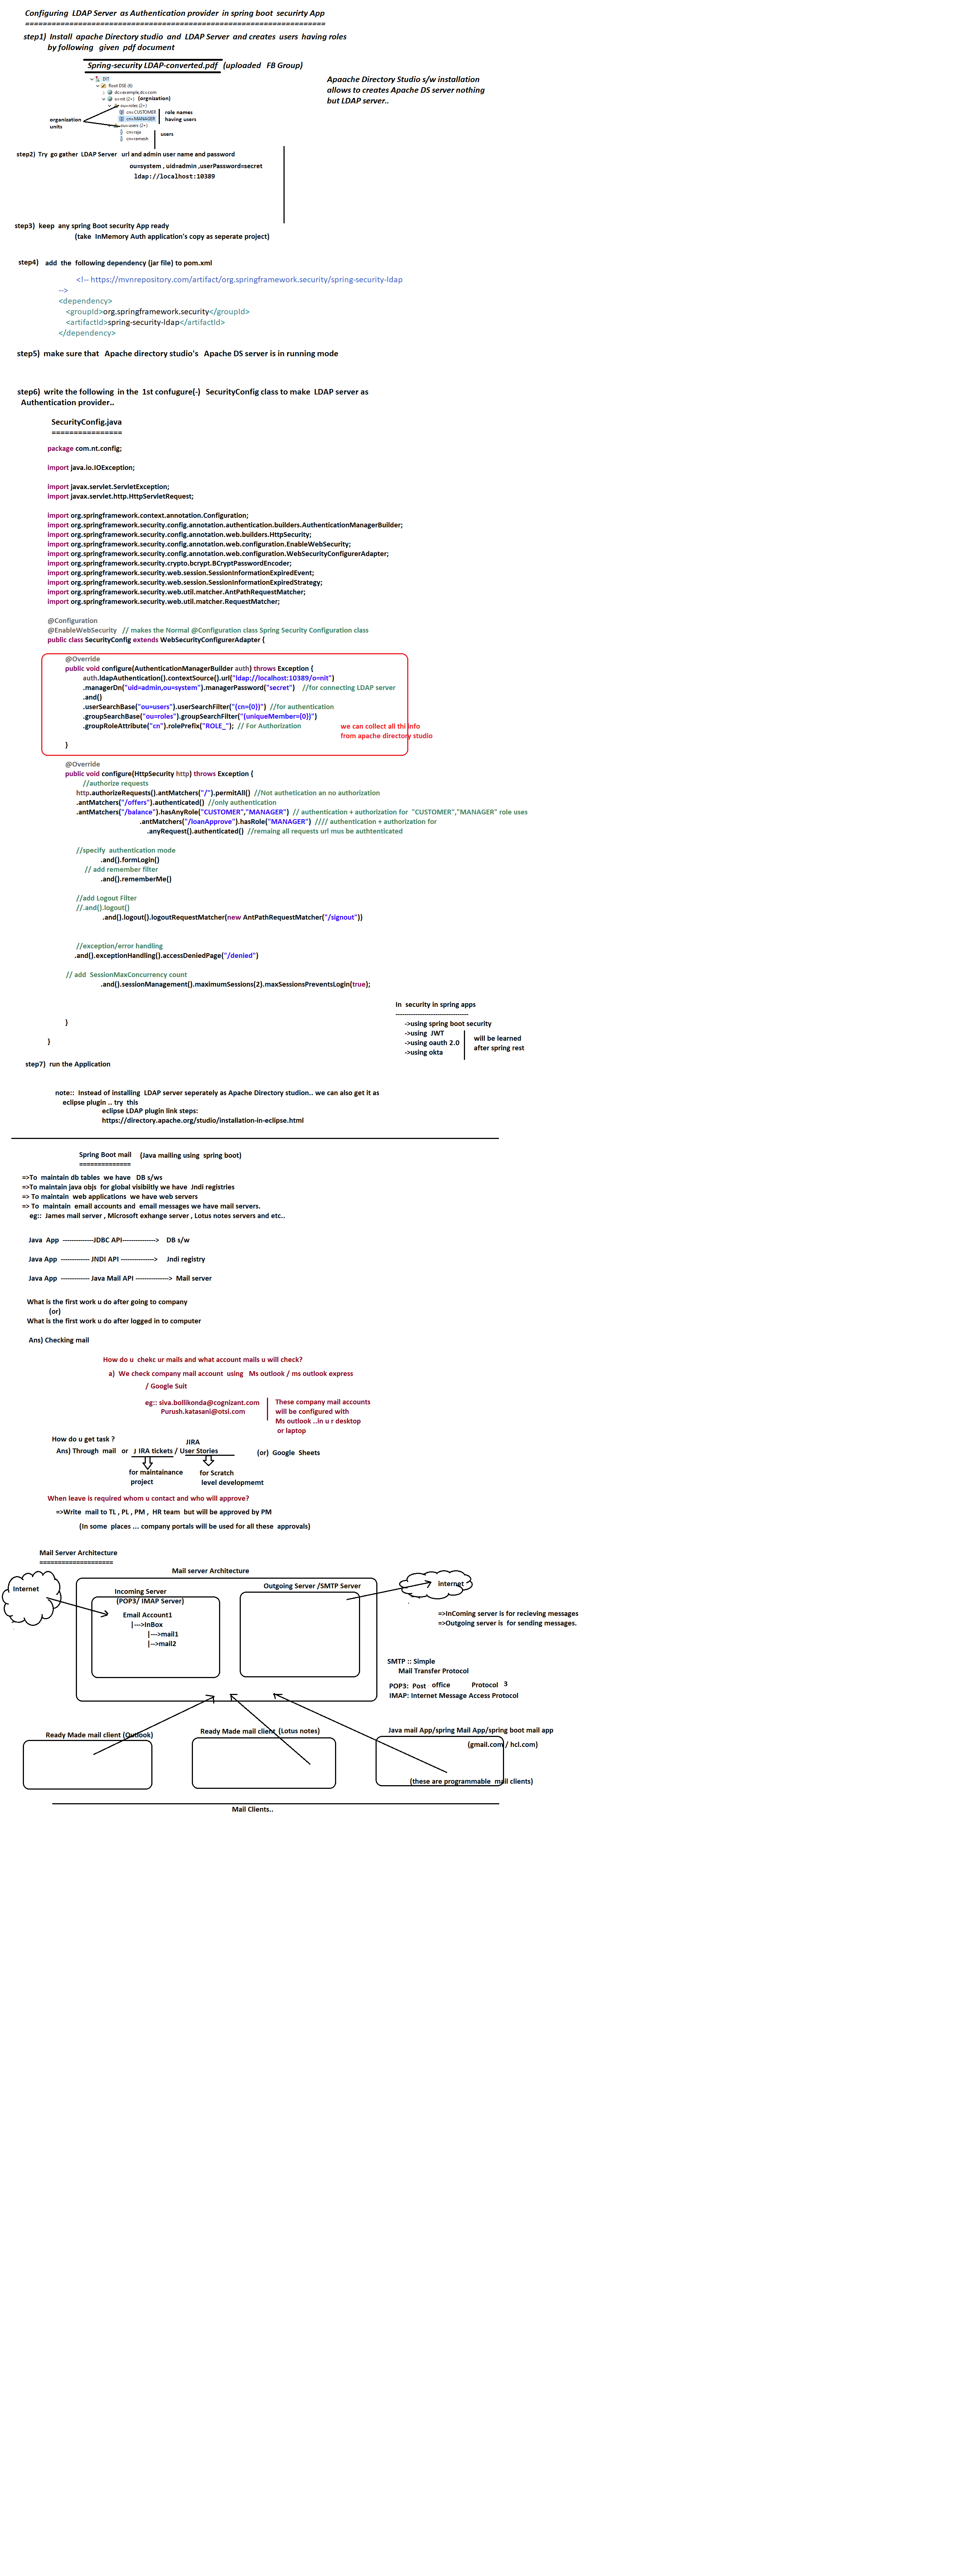 Configuring LDAP Server as Authentication provider in spring boot securirty App
====================================================================
step1) Install apache Directory studio and LDAP Server and creates users having roles
by following given pdf document
Spring-security LDAP-converted.pdf (uploaded FB Group)
Apaache Directory Studio s/w installation
allows to creates Apache DS server nothing
but LDAP server..
DIT
Root DSE (6)
dc=example,dc=com
o=nit (2+) (orgnization)
ou=roles (2+)
cn=CUSTOMER
cn=MANAGER
ou=users (2+)
cn=raja
cn=ramesh
organization
units
role names
having users
users
step2) Try go gather LDAP Server url and admin user name and password
ou=system , uid=admin ,userPassword=secret
ldap://localhost:10389
step3) keep any spring Boot security App ready
(take InMemory Auth application's copy as seperate project)
step4) add the following dependency (jar file) to pom.xml
<!-- https://mvnrepository.com/artifact/org.springframework.security/spring-security-ldap
-->
<dependency>
<groupId>org.springframework.security</groupId>
<artifactId>spring-security-ldap</artifactId>
</dependency>
step5) make sure that Apache directory studio's Apache DS server is in running mode
step6) write the following in the 1st confugure(-) SecurityConfig class to make LDAP server as
Authentication provider..
SecurityConfig.java
================
package com.nt.config;
import java.io.IOException;
import javax.servlet.ServletException;
import javax.servlet.http.HttpServletRequest;
import org.springframework.context.annotation.Configuration;
import org.springframework.security.config.annotation.authentication.builders.AuthenticationManagerBuilder;
import org.springframework.security.config.annotation.web.builders.HttpSecurity;
import org.springframework.security.config.annotation.web.configuration.EnableWebSecurity;
import org.springframework.security.config.annotation.web.configuration.WebSecurityConfigurerAdapter;
import org.springframework.security.crypto.bcrypt.BCryptPasswordEncoder;
import org.springframework.security.web.session.SessionInformationExpiredEvent;
import org.springframework.security.web.session.SessionInformationExpiredStrategy;
import org.springframework.security.web.util.matcher.AntPathRequestMatcher;
import org.springframework.security.web.util.matcher.RequestMatcher;
@Configuration
@EnableWebSecurity // makes the Normal @Configuration class Spring Security Configuration class
public class SecurityConfig extends WebSecurityConfigurerAdapter {
@Override
public void configure(AuthenticationManagerBuilder auth) throws Exception {
auth.ldapAuthentication().contextSource().url("ldap://localhost:10389/o=nit")
.managerDn("uid=admin,ou=system").managerPassword("secret") //for connecting LDAP server
.and()
.userSearchBase("ou=users").userSearchFilter("(cn={0})") //for authentication
.groupSearchBase("ou=roles").groupSearchFilter("(uniqueMember={0})")
.groupRoleAttribute("cn").rolePrefix("ROLE_"); // For Authorization
we can collect all thi info
from apache directory studio
}
@Override
public void configure(HttpSecurity http) throws Exception {
//authorize requests
http.authorizeRequests().antMatchers("/").permitAll() //Not authetication an no authorization
.antMatchers("/offers").authenticated() //only authentication
.antMatchers("/balance").hasAnyRole("CUSTOMER","MANAGER") // authentication + authorization for "CUSTOMER","MANAGER" role uses
.antMatchers("/loanApprove").hasRole("MANAGER") //// authentication + authorization for
.anyRequest().authenticated() //remaing all requests url mus be authtenticated
//specify authentication mode
.and().formLogin()
// add remember filter
.and().rememberMe()
//add Logout Filter
//.and().logout()
.and().logout().logoutRequestMatcher(new AntPathRequestMatcher("/signout"))
//exception/error handling
.and().exceptionHandling().accessDeniedPage("/denied")
// add SessionMaxConcurrency count
.and().sessionManagement().maximumSessions(2).maxSessionsPreventsLogin(true);
}
}
In security in spring apps
-------------------------------
->using spring boot security
->using JWT
->using oauth 2.0
->using okta
will be learned
after spring rest
step7) run the Application
note:: Instead of installing LDAP server seperately as Apache Directory studion.. we can also get it as
eclipse plugin .. try this
eclipse LDAP plugin link steps:
https://directory.apache.org/studio/installation-in-eclipse.html
Spring Boot mail (Java mailing using spring boot)
==============
=>To maintain db tables we have DB s/ws
=>To maintain java objs for global visibiltly we have Jndi registries
=> To maintain web applications we have web servers
=> To maintain email accounts and email messages we have mail servers.
eg:: James mail server , Microsoft exhange server , Lotus notes servers and etc..
Java App --------------JDBC API--------------> DB s/w
Java App ------------- JNDI API ---------------> Jndi registry
Java App ------------- Java Mail API ---------------> Mail server
What is the first work u do after going to company
(or)
What is the first work u do after logged in to computer
Ans) Checking mail
How do u chekc ur mails and what account mails u will check?
a) We check company mail account using Ms outlook / ms outlook express
/ Google Suit
eg:: siva.bollikonda@cognizant.com
Purush.katasani@otsi.com
These company mail accounts
will be configured with
Ms outlook ..in u r desktop
or laptop
How do u get task ?
JIRA
Ans) Through mail or J IRA tickets / User Stories (or) Google Sheets
for maintainance
project
for Scratch
level developmemt
When leave is required whom u contact and who will approve?
=>Write mail to TL , PL , PM , HR team but will be approved by PM
(In some places ... company portals will be used for all these approvals)
Mail Server Architecture
====================
Mail server Architecture
Internet
Incoming Server
(POP3/ IMAP Server)
Email Account1
|--->InBox
|--->mail1
|-->mail2
Outgoing Server /SMTP Server
Internet
=>InComing server is for recieving messages
=>Outgoing server is for sending messages.
SMTP :: Simple
Mail Transfer Protocol
POP3: Post office Protocol 3
IMAP: Internet Message Access Protocol
Ready Made mail client (Outlook)
Ready Made mail client (Lotus notes)
Java mail App/spring Mail App/spring boot mail app
(gmail.com / hcl.com)
(these are programmable mail clients)
Mail Clients..